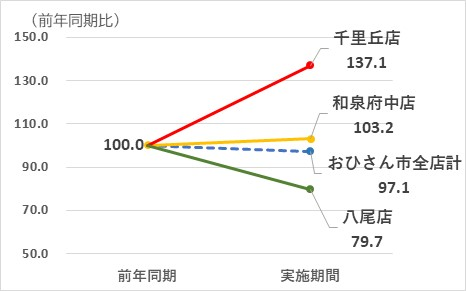 （前年同期比）
150.0
130.0
110.0
90.0
70.0
50.0
100.0
千里丘店
137.1
和泉府中店
103.2
おひさん市全店計
97.1
八尾店
79.7
前年同期
実施期間